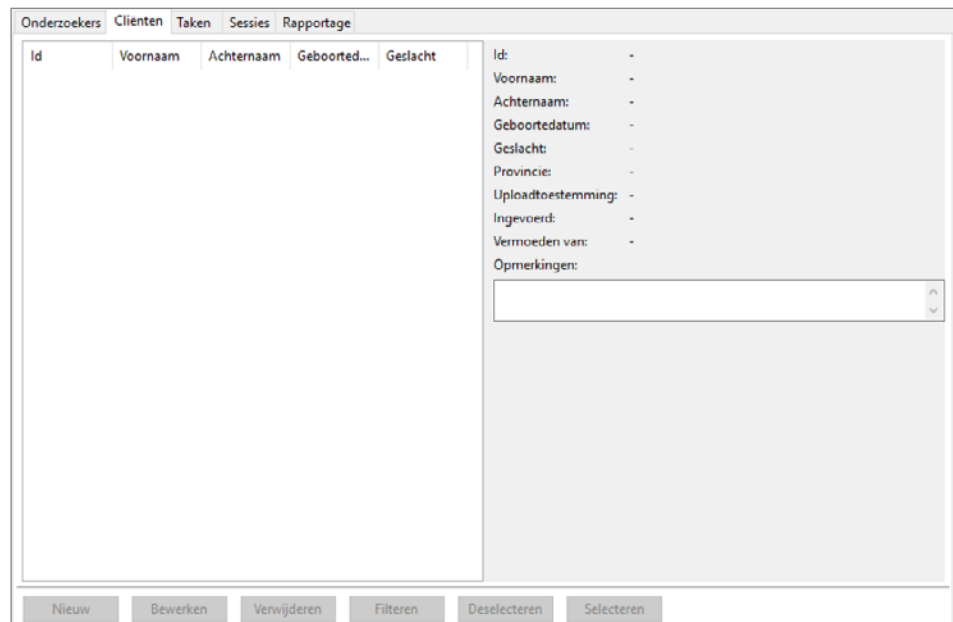 Onderzoekers Cliënten Taken Sessies Rapportage
Id Voornaam Achternaam Geboorted... Geslacht
Id: -
Voornaam: -
Achternaam: -
Geboortedatum: -
Geslacht: -
Provincie: -
Uploadtoestemming: -
Ingevoerd: -
Vermoeden van: -
Opmerkingen:
Nieuw Bewerken Verwijderen Filteren Deselecteren Selecteren